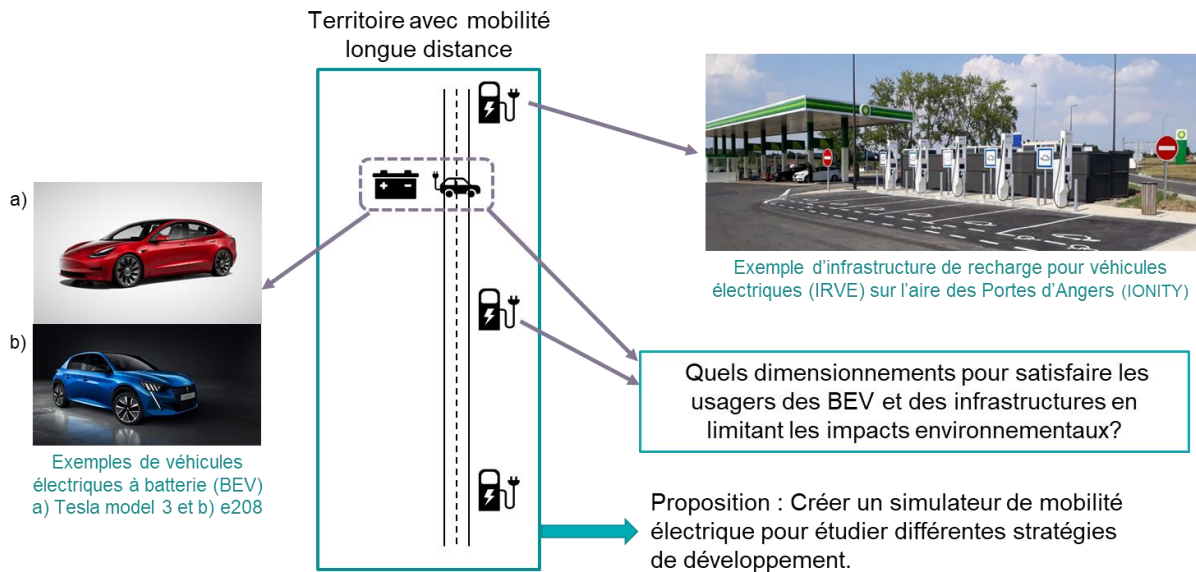 Territoire avec mobilité
longue distance
a)
b)
Exemples de véhicules
électriques à batterie (BEV)
a) Tesla model 3 et b) e208
Exemple d'infrastructure de recharge pour véhicules
électriques (IRVE) sur l'aire des Portes d'Angers (IONITY)
Quels dimensionnements pour satisfaire les
usagers des BEV et des infrastructures en
limitant les impacts environnementaux?
Proposition : Créer un simulateur de mobilité
électrique pour étudier différentes stratégies
de développement.